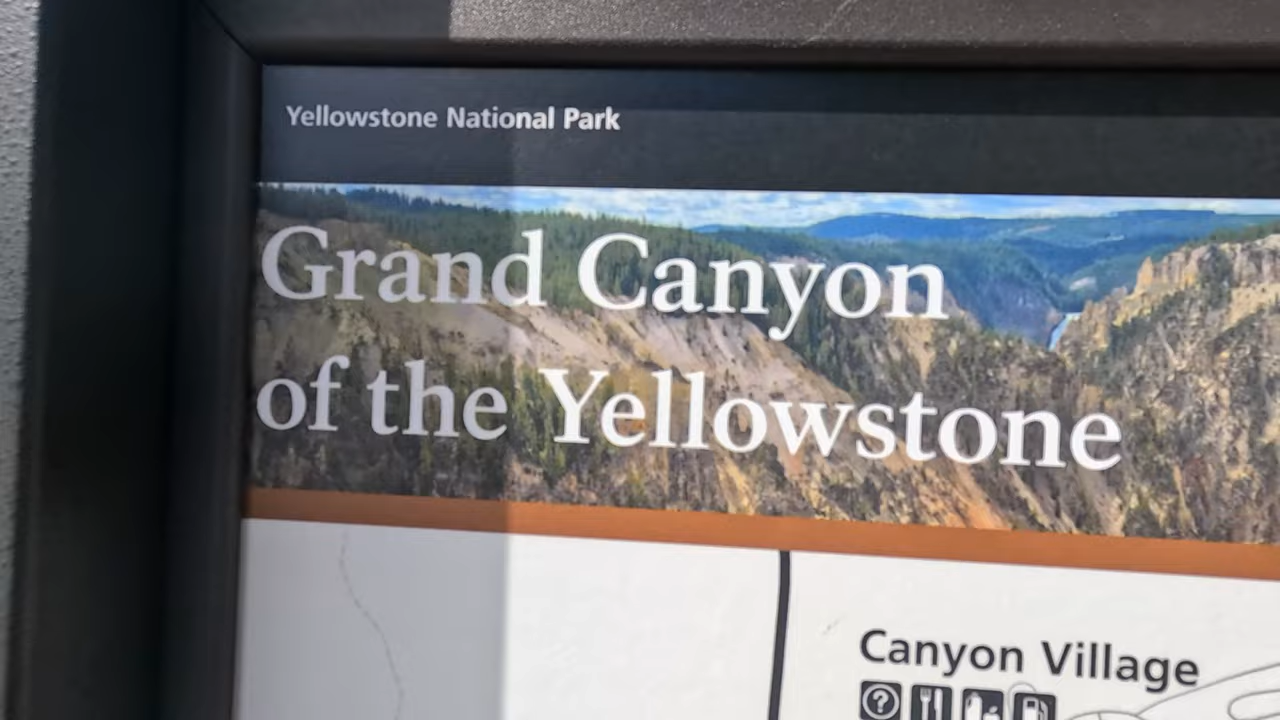 Yellowstone National Park
Grand Canyon
of the Yellowstone
Canyon Village
?